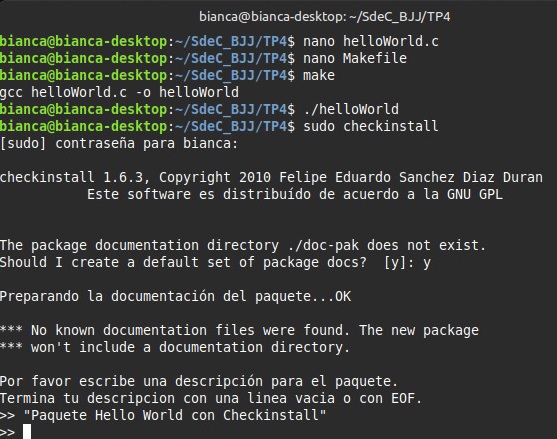 bianca@bianca-desktop: ~/SdeC_BJJ/TP4
bianca@bianca-desktop:~/SdeC_BJJ/TP4$ nano helloWorld.c
bianca@bianca-desktop:~/SdeC_BJJ/TP4$ nano Makefile
bianca@bianca-desktop:~/SdeC_BJJ/TP4$ make
gcc helloWorld.c -o helloWorld
bianca@bianca-desktop:~/SdeC_BJJ/TP4$ ./helloWorld
bianca@bianca-desktop:~/SdeC_BJJ/TP4$ sudo checkinstall
[sudo] contraseña para bianca:
checkinstall 1.6.3, Copyright 2010 Felipe Eduardo Sanchez Diaz Duran
Este software es distribuído de acuerdo a la GNU GPL
The package documentation directory ./doc-pak does not exist.
Should I create a default set of package docs?  [y]: y
Preparando la documentación del paquete...OK
*** No known documentation files were found. The new package
*** won't include a documentation directory.
Por favor escribe una descripción para el paquete.
Termina tu descripcion con una linea vacia o con EOF.
>> "Paquete Hello World con Checkinstall"
>>